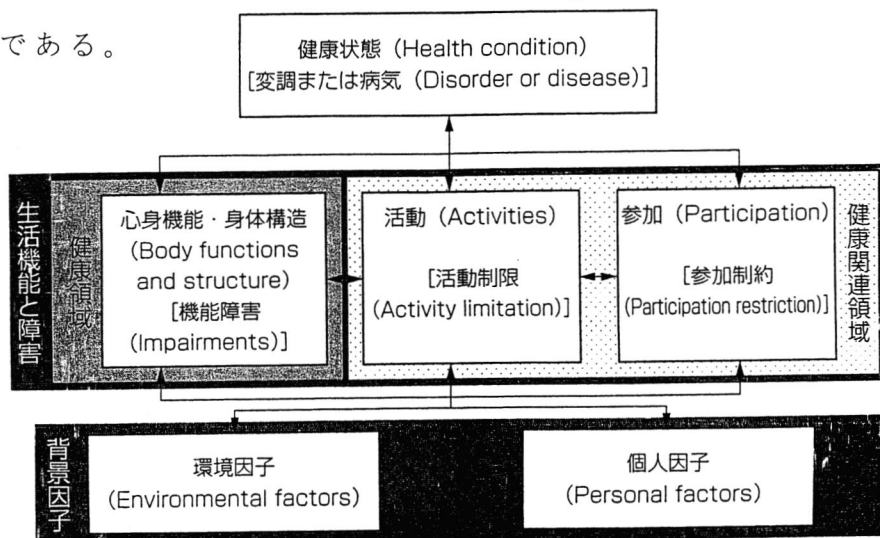 である。
健康状態（Health condition）
[変調または病気（Disorder or disease）]
生活機能と障害
健康領域
心身機能・身体構造
(Body functions
and structure)
[機能障害
(Impairments)]
活動（Activities）
[活動制限
(Activity limitation)]
参加（Participation）
[参加制約
(Participation restriction)]
健康関連領域
背景因子
環境因子
(Environmental factors)
個人因子
(Personal factors)